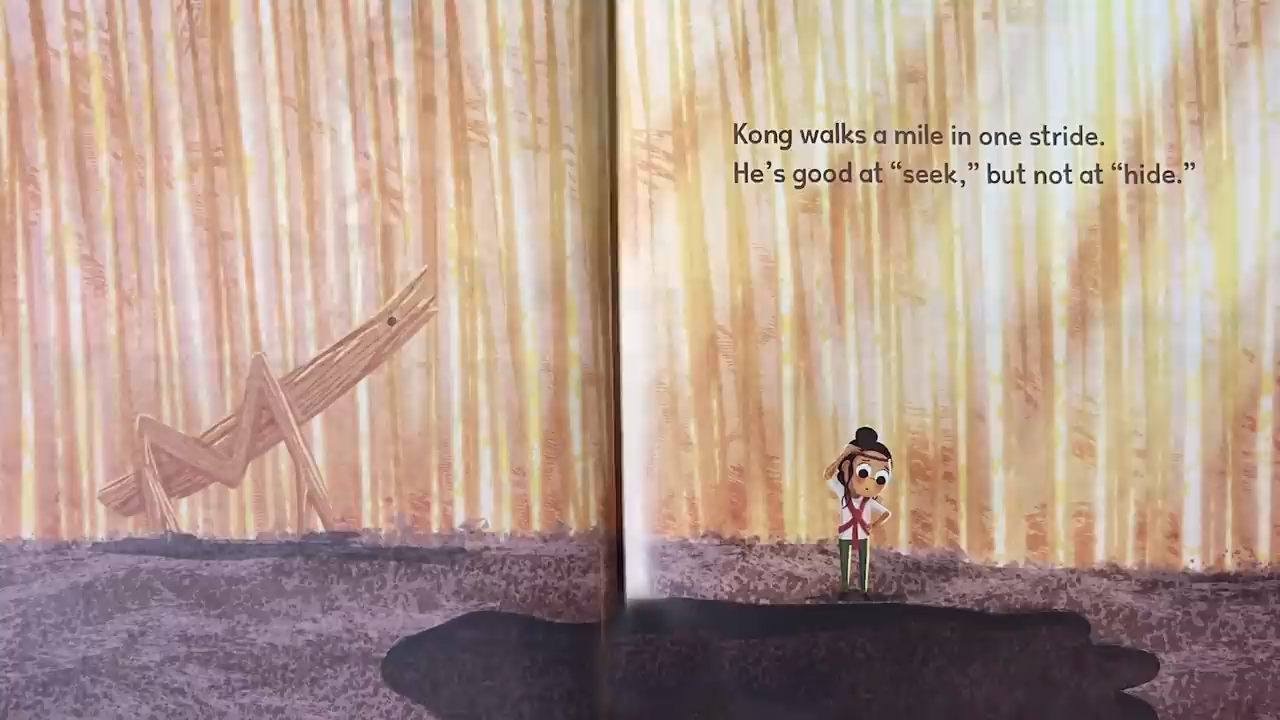 Kong walks a mile in one stride.
He’s good at “seek,” but not at “hide.”